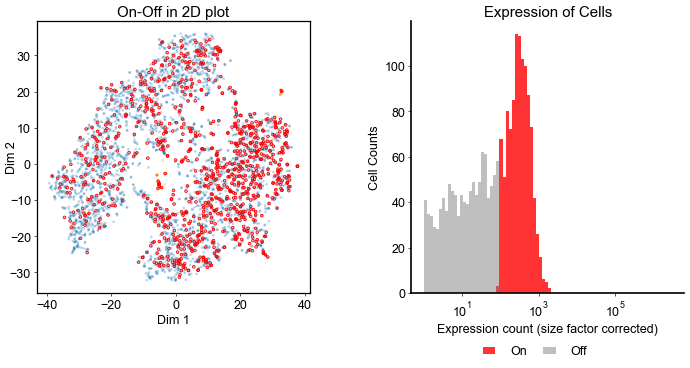 On-Off in 2D plot
Dim 2
30
20
10
0
−10
−20
−30
−40
−20
0
20
40
Dim 1
Expression of Cells
Cell Counts
100
80
60
40
20
0
10^1
10^3
10^5
Expression count (size factor corrected)
On
Off